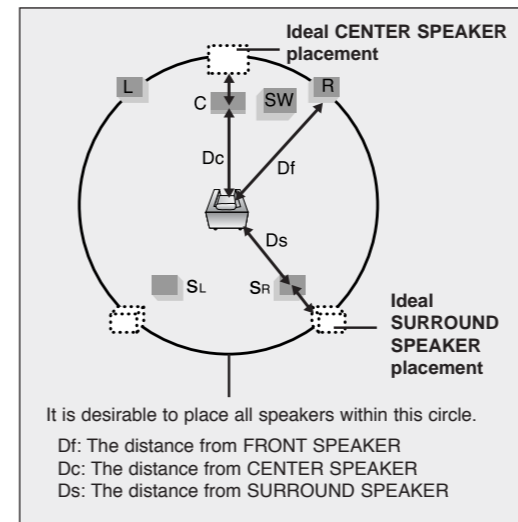 Ideal CENTER SPEAKER
placement
L
R
C
SW
Dc
Df
Ds
SL
SR
Ideal
SURROUND
SPEAKER
placement
It is desirable to place all speakers within this circle.
Df: The distance from FRONT SPEAKER
Dc: The distance from CENTER SPEAKER
Ds: The distance from SURROUND SPEAKER